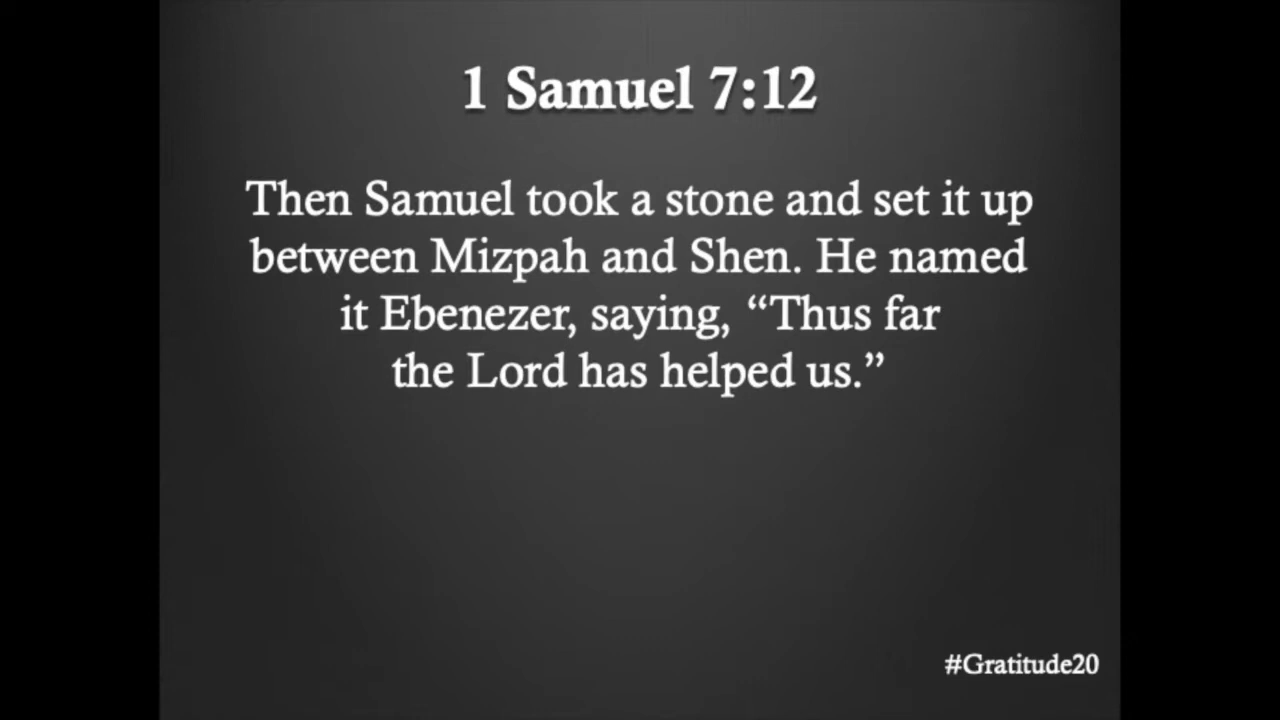 1 Samuel 7:12
Then Samuel took a stone and set it up
between Mizpah and Shen. He named
it Ebenezer, saying, “Thus far
the Lord has helped us.”
#Gratitude20